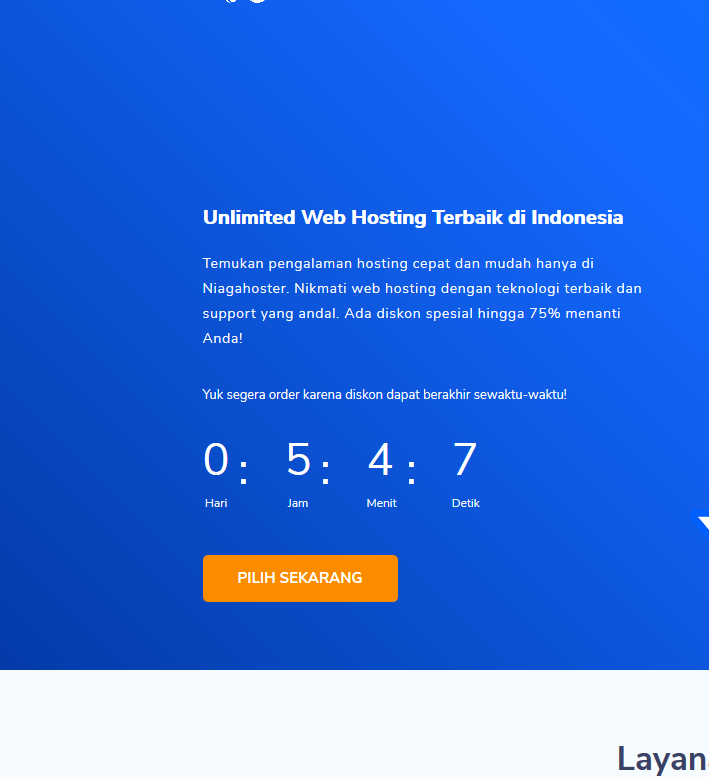 Unlimited Web Hosting Terbaik di Indonesia
Temukan pengalaman hosting cepat dan mudah hanya di
Niagahoster. Nikmati web hosting dengan teknologi terbaik dan
support yang andal. Ada diskon spesial hingga 75% menanti
Anda!
Yuk segera order karena diskon dapat berakhir sewaktu-waktu!
0 : 5 : 4 : 7
Hari Jam Menit Detik
PILIH SEKARANG